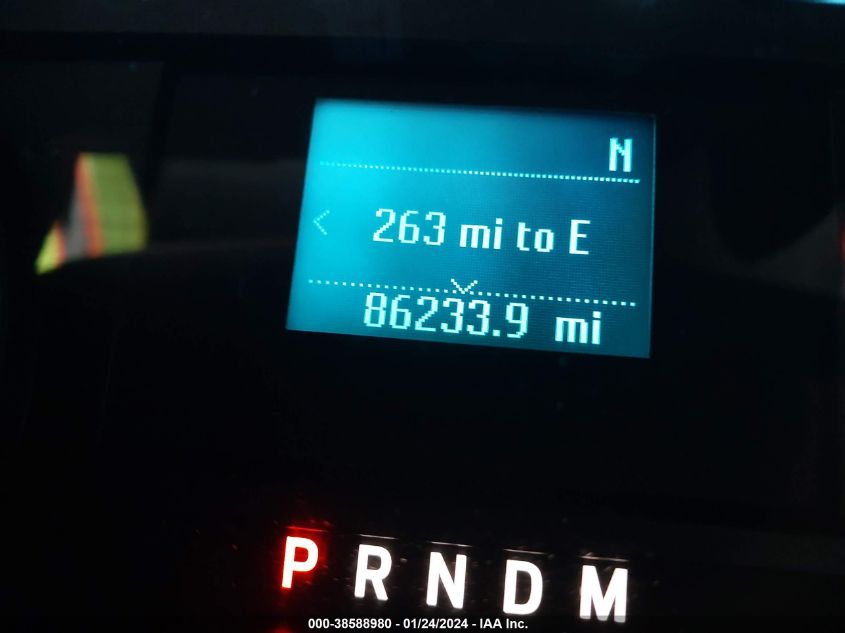 N
263 mi to E
86233.9 mi
P R N D M
000-38588980 - 01/24/2024 - IAA Inc.